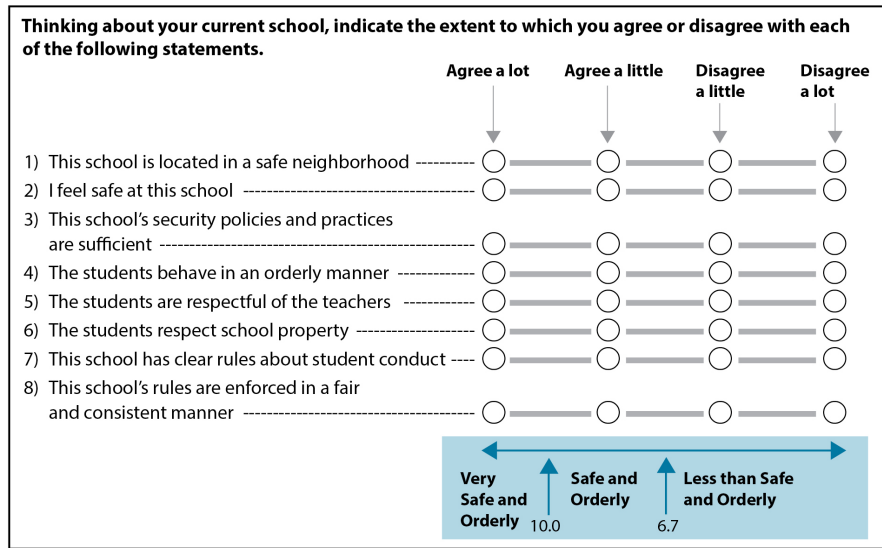 Thinking about your current school, indicate the extent to which you agree or disagree with each
of the following statements.
Agree a lot Agree a little Disagree a little Disagree a lot
1) This school is located in a safe neighborhood ----------
2) I feel safe at this school ---------------------------------------
3) This school’s security policies and practices
are sufficient -----------------------------------------------------
4) The students behave in an orderly manner -------------
5) The students are respectful of the teachers ------------
6) The students respect school property --------------------
7) This school has clear rules about student conduct ----
8) This school’s rules are enforced in a fair
and consistent manner ---------------------------------------
Very Safe and Orderly
10.0
Safe and Orderly
6.7
Less than Safe and Orderly